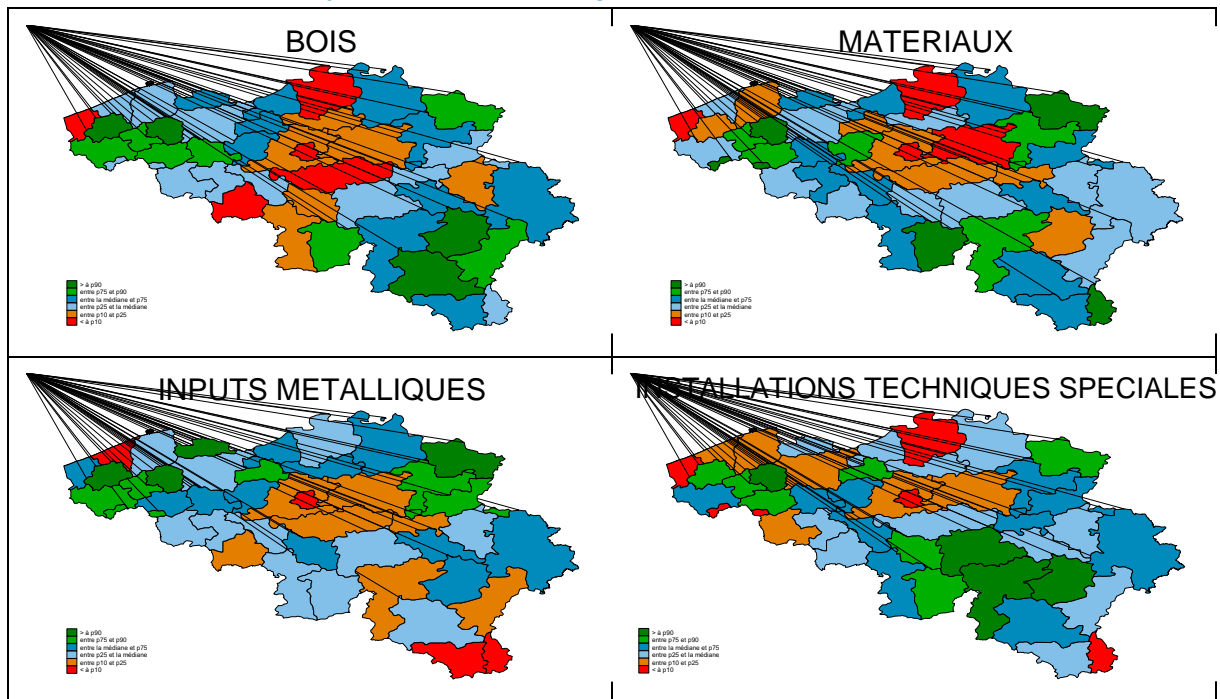 BOIS
MATERIAUX
> à p90
entre p75 et p90
entre la médiane et p75
entre p25 et la médiane
entre p10 et p25
< à p10
> à p90
entre p75 et p90
entre la médiane et p75
entre p25 et la médiane
entre p10 et p25
< à p10
INPUTS METALLIQUES
INSTALLATIONS TECHNIQUES SPECIALES
> à p90
entre p75 et p90
entre la médiane et p75
entre p25 et la médiane
entre p10 et p25
< à p10
> à p90
entre p75 et p90
entre la médiane et p75
entre p25 et la médiane
entre p10 et p25
< à p10